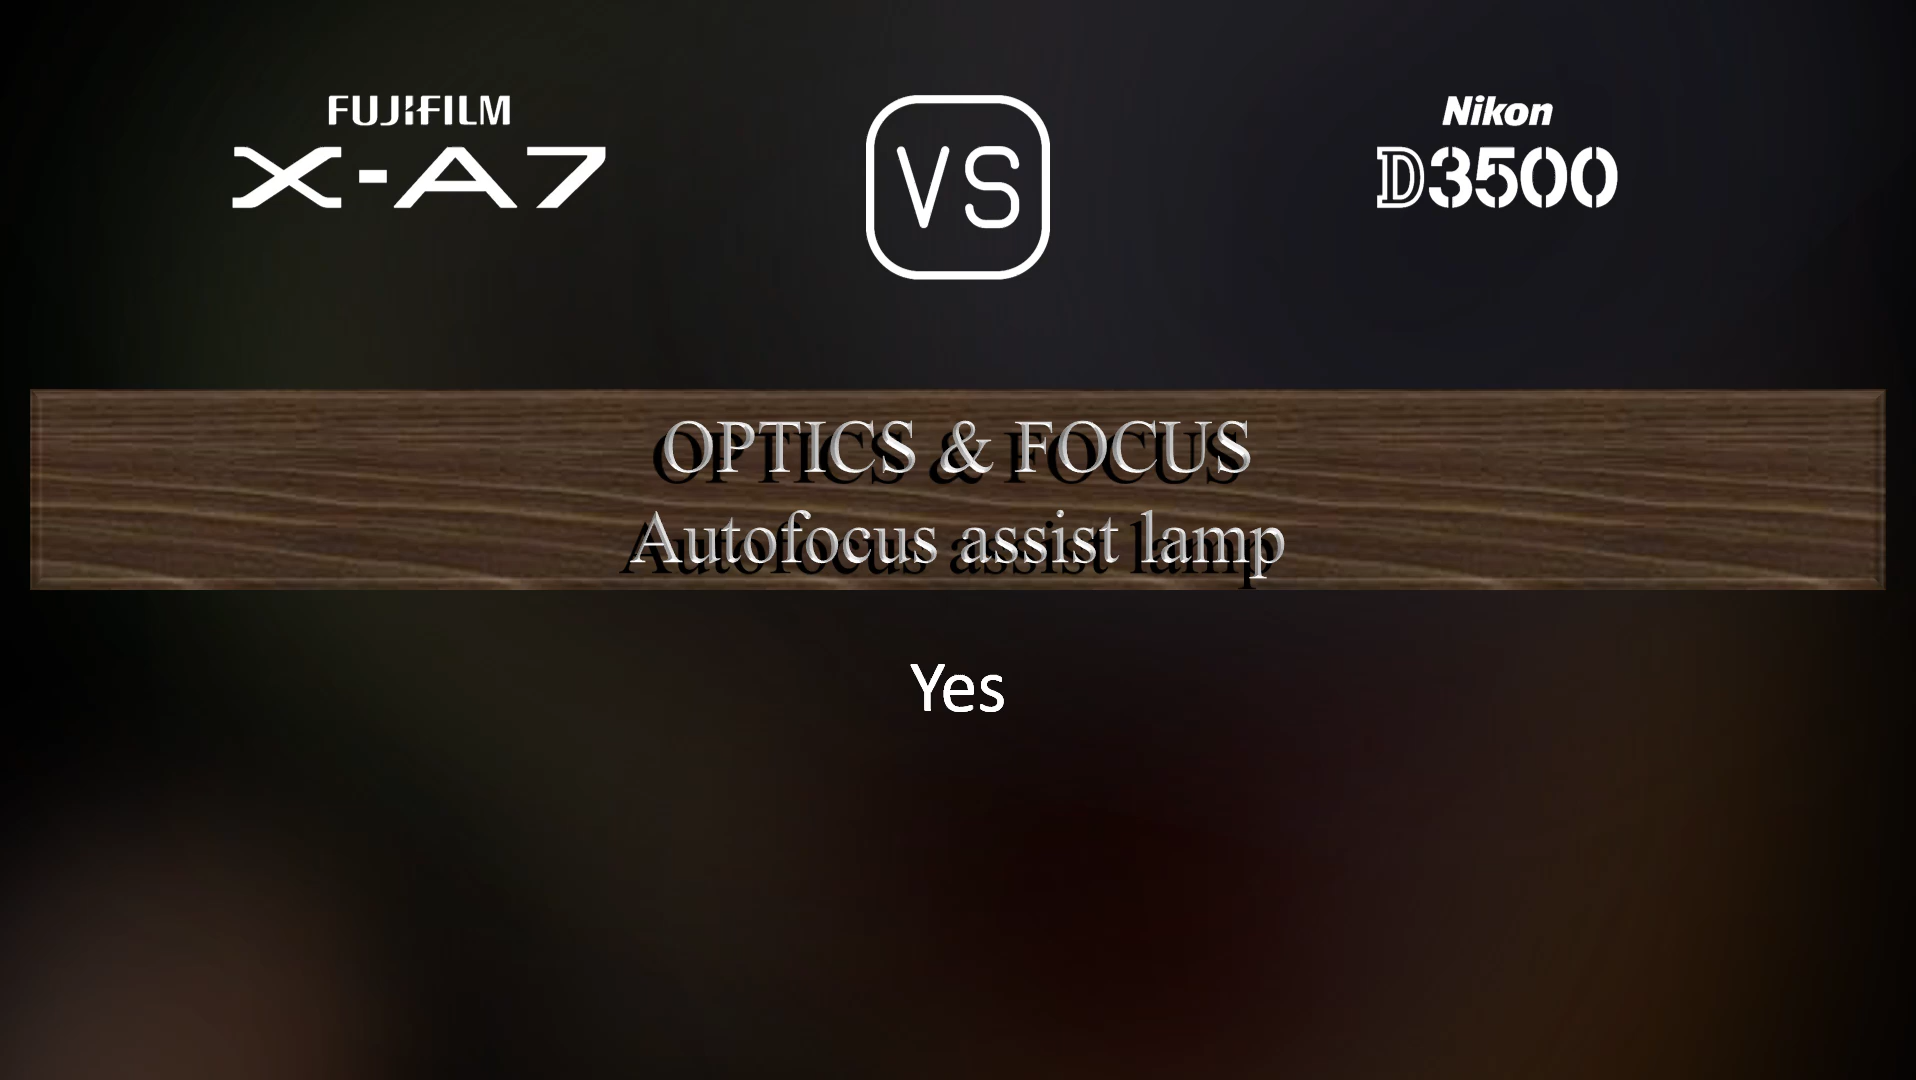 FUJIFILM
X-A7
VS
Nikon
D3500
OPTICS & FOCUS
Autofocus assist lamp
Yes